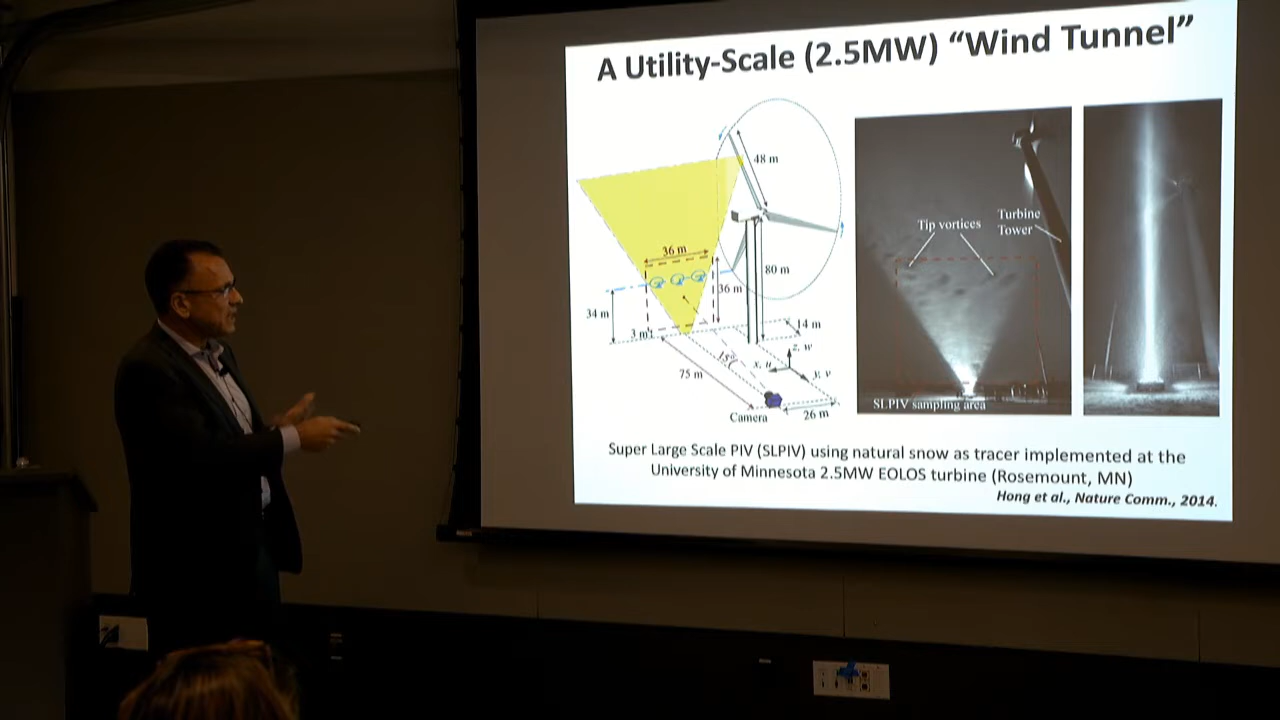 A Utility-Scale (2.5MW) “Wind Tunnel”
48 m
36 m
80 m
36 m
34 m
3 m
14 m
z, w
15°
x, u
75 m
y, v
Camera
26 m
Tip vortices
Turbine
Tower
SLPIV sampling area
Super Large Scale PIV (SLPIV) using natural snow as tracer implemented at the
University of Minnesota 2.5MW EOLOS turbine (Rosemount, MN)
Hong et al., Nature Comm., 2014.